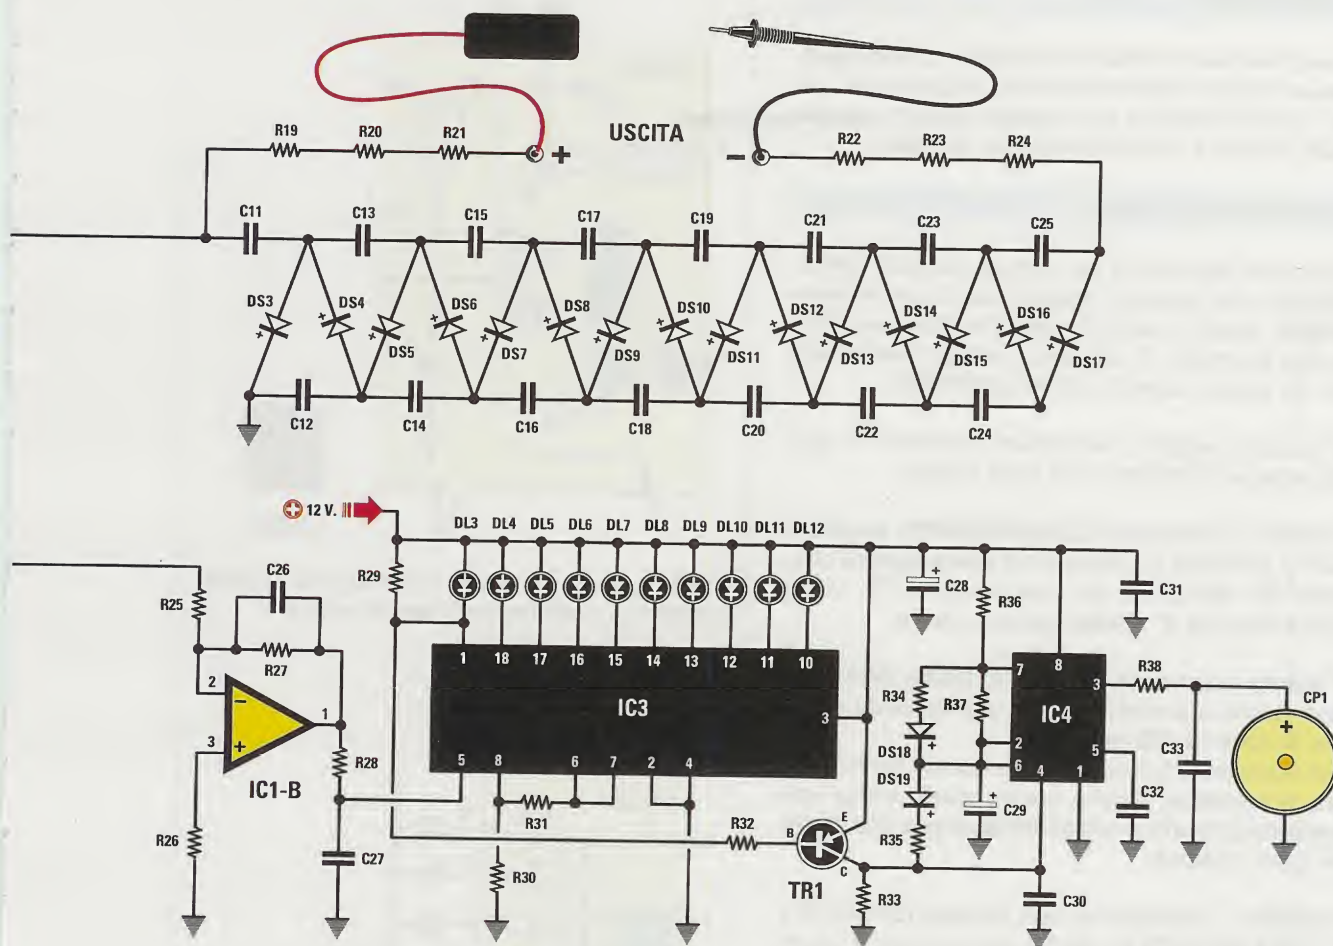 USCITA
R19 R20 R21 + - R22 R23 R24
C11 C13 C15 C17 C19 C21 C23 C25
DS3 DS4 DS5 DS6 DS7 DS8 DS9 DS10 DS11 DS12 DS13 DS14 DS15 DS16 DS17
+ + + + + + + + + + + + + + +
C12 C14 C16 C18 C20 C22 C24
+ 12 V.
DL3 DL4 DL5 DL6 DL7 DL8 DL9 DL10 DL11 DL12
R29
C26
R25
R27
2 -
3 +
1
IC1-B
R28
R26
C27
1 18 17 16 15 14 13 12 11 10
IC3
3
5 8 6 7 2 4
R31
R30
R32
B E C
TR1
R33
+ C28
R36
C31
R34
R37
DS18 +
DS19 +
R35
+ C29
7 8 3
IC4
2 6 5
4 1
R38
CP1
+
C33
C32
C30